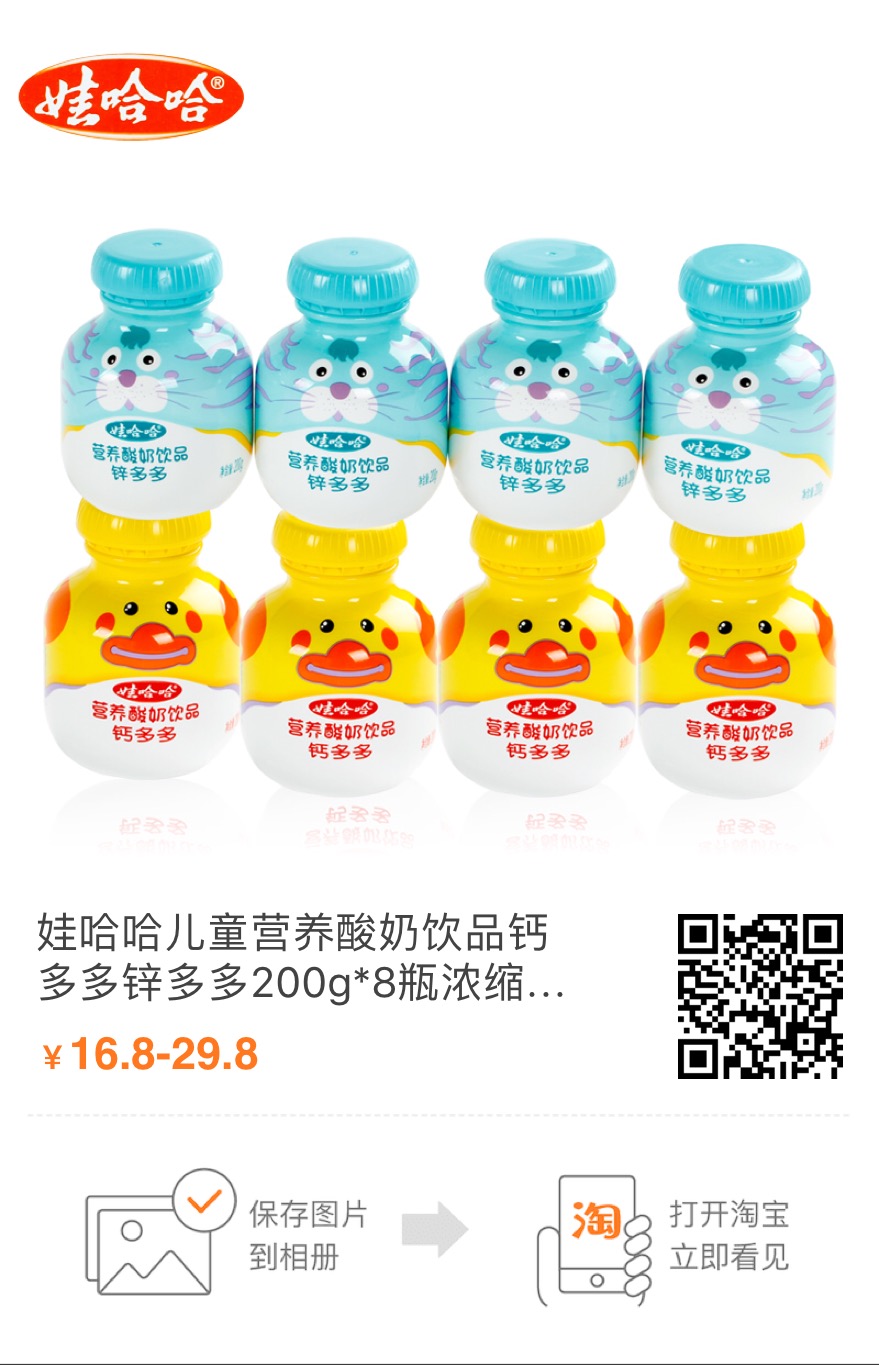 娃哈哈®
娃哈哈
营养酸奶饮品
锌多多
娃哈哈
营养酸奶饮品
锌多多
娃哈哈
营养酸奶饮品
锌多多
娃哈哈
营养酸奶饮品
锌多多
娃哈哈
营养酸奶饮品
钙多多
娃哈哈
营养酸奶饮品
钙多多
娃哈哈
营养酸奶饮品
钙多多
娃哈哈
营养酸奶饮品
钙多多
娃哈哈儿童营养酸奶饮品钙
多多锌多多200g*8瓶浓缩...
¥ 16.8-29.8
保存图片
到相册
淘
打开淘宝
立即看见